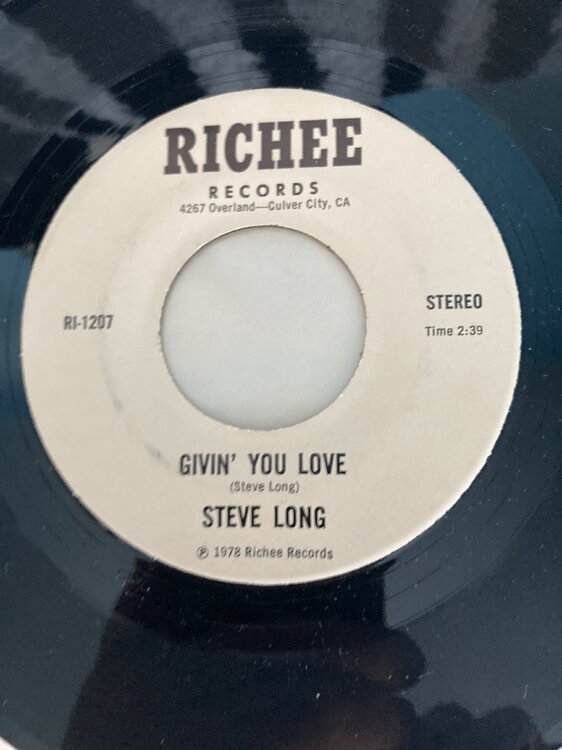 RICHEE
RECORDS
4267 Overland—Culver City, CA
RI-1207
STEREO
Time 2:39
GIVIN' YOU LOVE
(Steve Long)
STEVE LONG
℗ 1978 Richee Records